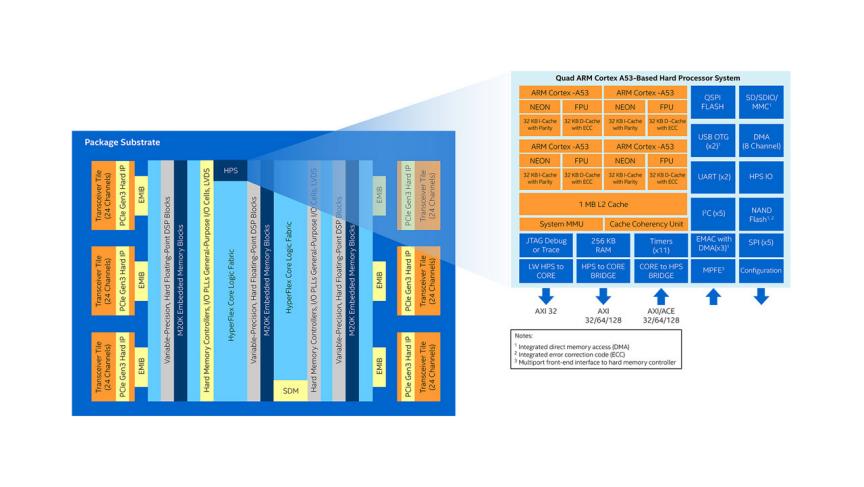 Package Substrate
Transceiver Tile
(24 Channels)
PCIe Gen3 Hard IP
EMIB
Transceiver Tile
(24 Channels)
PCIe Gen3 Hard IP
EMIB
Transceiver Tile
(24 Channels)
PCIe Gen3 Hard IP
EMIB
Variable-Precision, Hard Floating-Point DSP Blocks
M20K Embedded Memory Blocks
Hard Memory Controllers, I/O PLLs General-Purpose I/O Cells, LVDS
HPS
HyperFlex Core Logic Fabric
Variable-Precision, Hard Floating-Point DSP Blocks
M20K Embedded Memory Blocks
HyperFlex Core Logic Fabric
SDM
Hard Memory Controllers, I/O PLLs General-Purpose I/O Cells, LVDS
Variable-Precision, Hard Floating-Point DSP Blocks
M20K Embedded Memory Blocks
EMIB
PCIe Gen3 Hard IP
Transceiver Tile
(24 Channels)
EMIB
PCIe Gen3 Hard IP
Transceiver Tile
(24 Channels)
EMIB
PCIe Gen3 Hard IP
Transceiver Tile
(24 Channels)
Quad ARM Cortex A53-Based Hard Processor System
ARM Cortex -A53
NEON
FPU
32 KB I-Cache
with Parity
32 KB D-Cache
with ECC
ARM Cortex -A53
NEON
FPU
32 KB I-Cache
with Parity
32 KB D-Cache
with ECC
ARM Cortex -A53
NEON
FPU
32 KB I-Cache
with Parity
32 KB D-Cache
with ECC
ARM Cortex -A53
NEON
FPU
32 KB I-Cache
with Parity
32 KB D-Cache
with ECC
1 MB L2 Cache
System MMU
Cache Coherency Unit
JTAG Debug
or Trace
256 KB
RAM
Timers
(x11)
LW HPS to
CORE
HPS to CORE
BRIDGE
CORE to HPS
BRIDGE
QSPI
FLASH
SD/SDIO/
MMC¹
USB OTG
(x2)¹
DMA
(8 Channel)
UART (x2)
HPS IO
I²C (x5)
NAND
Flash¹,²
EMAC with
DMA(x3)¹
SPI (x5)
MPFE³
Configuration
AXI 32
AXI
32/64/128
AXI/ACE
32/64/128
Notes:
¹ Integrated direct memory access (DMA)
² Integrated error correction code (ECC)
³ Multiport front-end interface to hard memory controller